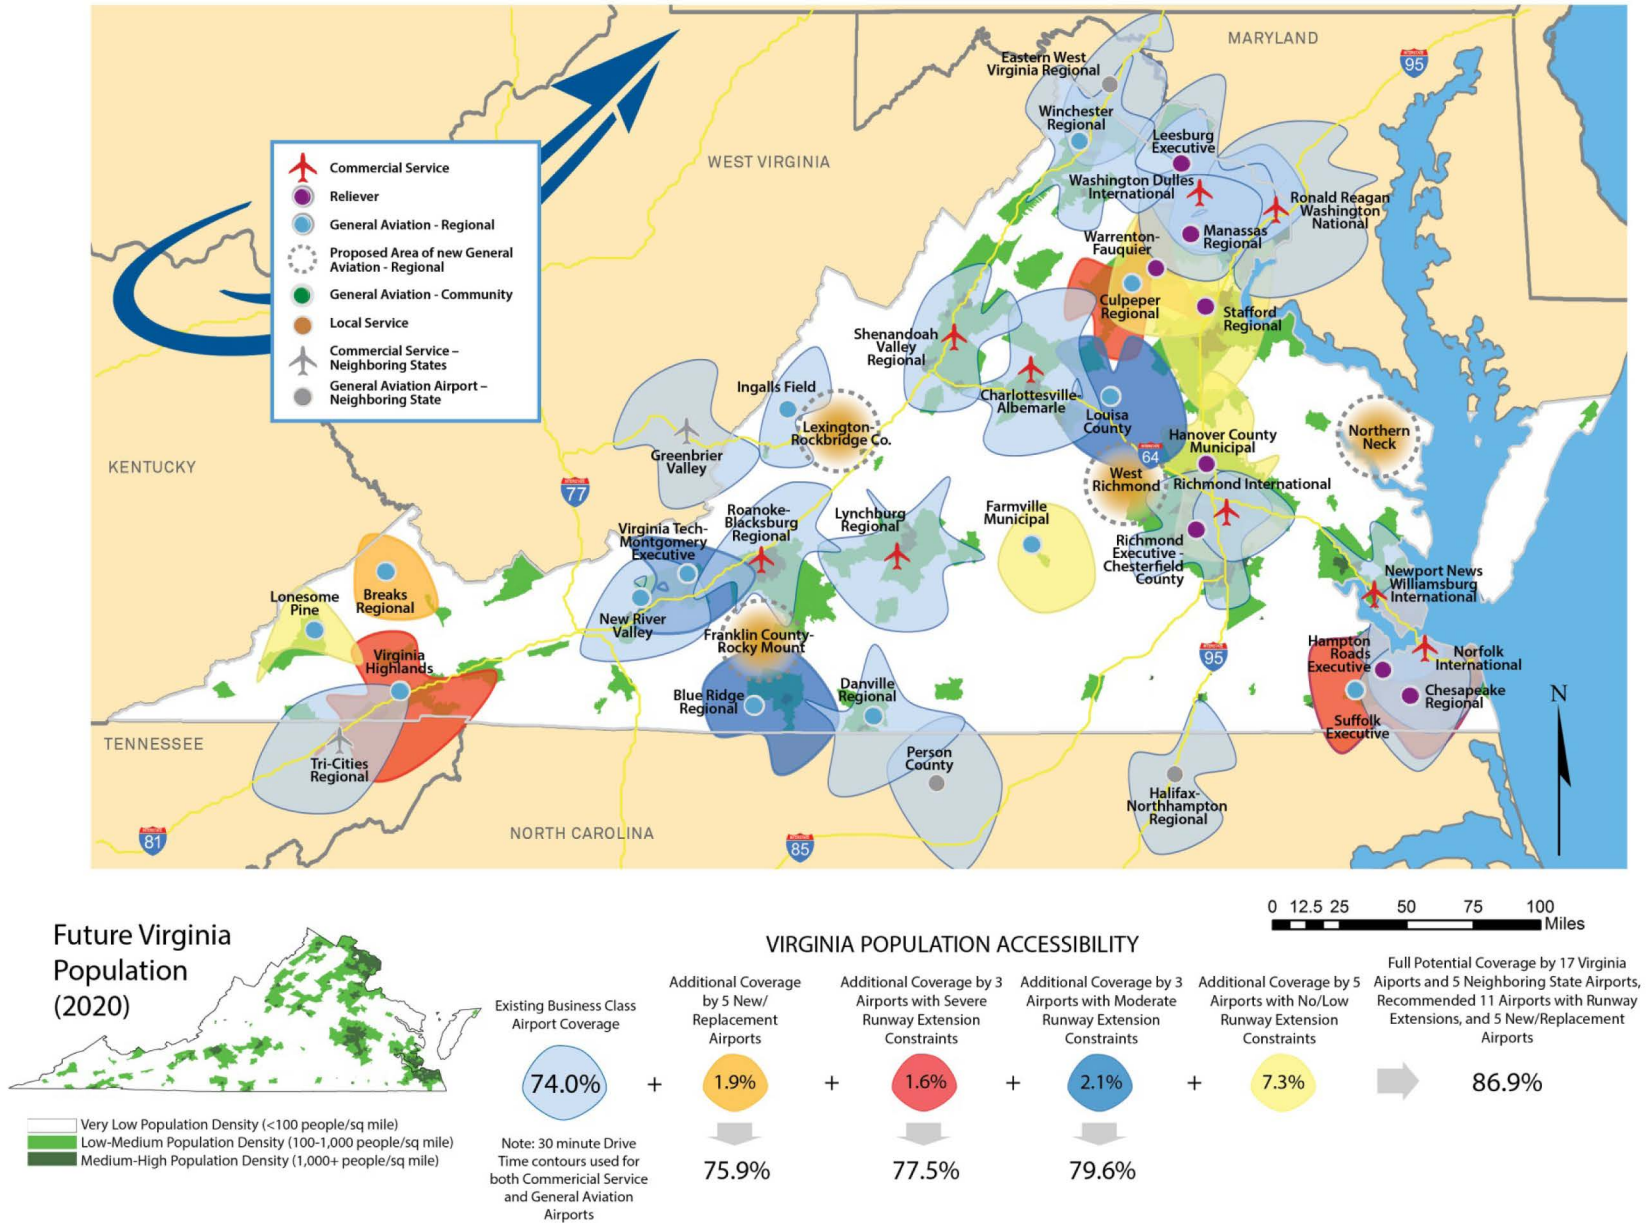 MARYLAND
95
Eastern West
Virginia Regional
Winchester
Regional
Leesburg
Executive
WEST VIRGINIA
Washington Dulles
International
Ronald Reagan
Washington
National
Commercial Service
Reliever
General Aviation - Regional
Proposed Area of new General
Aviation - Regional
General Aviation - Community
Local Service
Commercial Service –
Neighboring States
General Aviation Airport –
Neighboring State
Manassas
Regional
Warrenton-
Fauquier
Culpeper
Regional
Stafford
Regional
Shenandoah
Valley
Regional
Ingalls Field
Charlottesville-
Albemarle
Louisa
County
Lexington-
Rockbridge Co.
Northern
Neck
Hanover County
Municipal
64
Greenbrier
Valley
KENTUCKY
West
Richmond
Richmond International
77
Roanoke-
Blacksburg
Regional
Lynchburg
Regional
Farmville
Municipal
Virginia Tech-
Montgomery
Executive
Richmond
Executive -
Chesterfield
County
Newport News
Williamsburg
International
Lonesome
Pine
Breaks
Regional
New River
Valley
Franklin County-
Rocky Mount
Virginia
Highlands
95
Hampton
Roads
Executive
Norfolk
International
Blue Ridge
Regional
Danville
Regional
Chesapeake
Regional
N
Suffolk
Executive
TENNESSEE
Tri-Cities
Regional
Person
County
Halifax-
Northhampton
Regional
NORTH CAROLINA
81
85
0 12.5 25 50 75 100
Miles
Future Virginia
Population
(2020)
Very Low Population Density (<100 people/sq mile)
Low-Medium Population Density (100-1,000 people/sq mile)
Medium-High Population Density (1,000+ people/sq mile)
VIRGINIA POPULATION ACCESSIBILITY
Existing Business Class
Airport Coverage
74.0%
Note: 30 minute Drive
Time contours used for
both Commericial Service
and General Aviation
Airports
+
Additional Coverage
by 5 New/
Replacement
Airports
1.9%
75.9%
+
Additional Coverage by 3
Airports with Severe
Runway Extension
Constraints
1.6%
77.5%
+
Additional Coverage by 3
Airports with Moderate
Runway Extension
Constraints
2.1%
79.6%
+
Additional Coverage by 5
Airports with No/Low
Runway Extension
Constraints
7.3%
Full Potential Coverage by 17 Virginia
Aiports and 5 Neighboring State Airports,
Recommended 11 Airports with Runway
Extensions, and 5 New/Replacement
Airports
86.9%